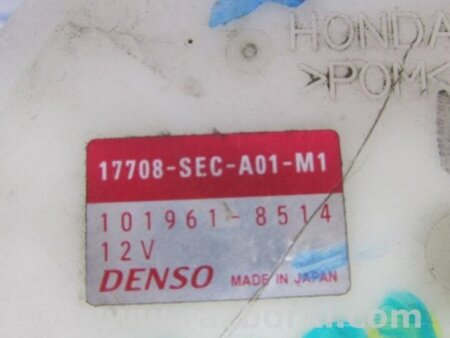 HONDA
>POM<
17708-SEC-A01-M1
101961-8514
12V
DENSO MADE IN JAPAN